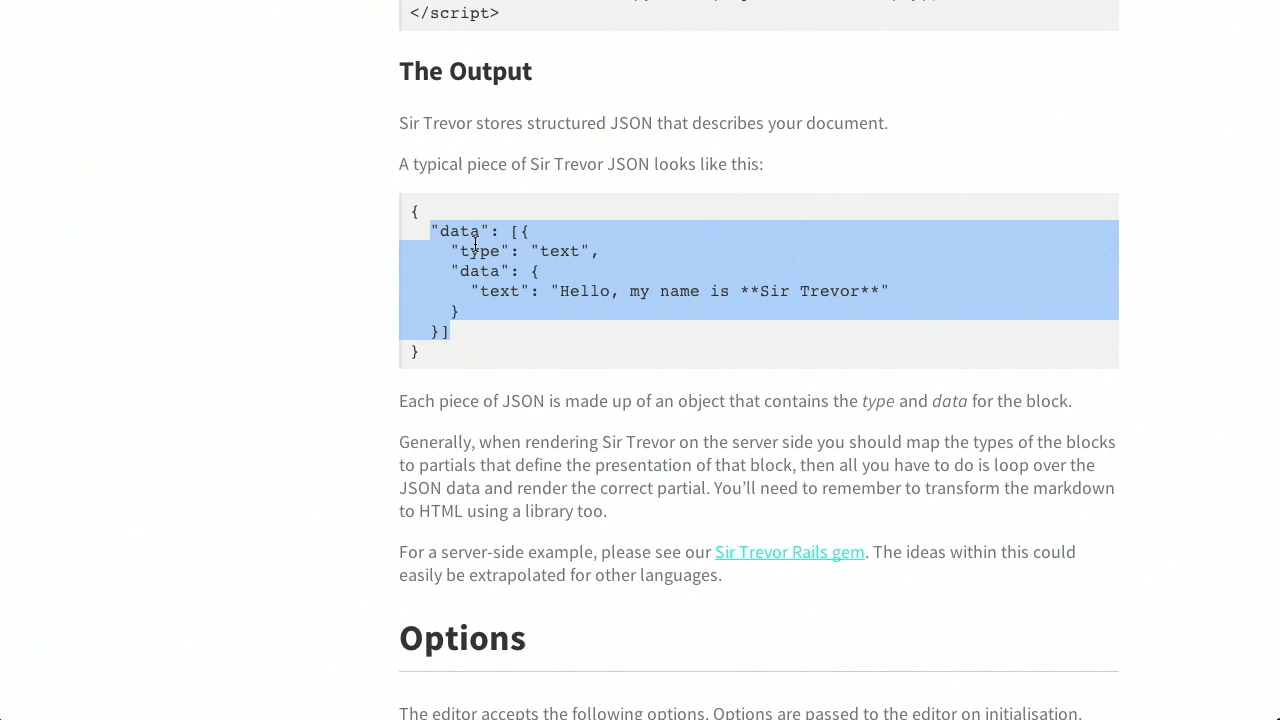 </script>
The Output
Sir Trevor stores structured JSON that describes your document.
A typical piece of Sir Trevor JSON looks like this:
{
  "data": [{
    "type": "text",
    "data": {
      "text": "Hello, my name is **Sir Trevor**"
    }
  }]
}
Each piece of JSON is made up of an object that contains the type and data for the block.
Generally, when rendering Sir Trevor on the server side you should map the types of the blocks
to partials that define the presentation of that block, then all you have to do is loop over the
JSON data and render the correct partial. You’ll need to remember to transform the markdown
to HTML using a library too.
For a server-side example, please see our Sir Trevor Rails gem. The ideas within this could
easily be extrapolated for other languages.
Options
The editor accepts the following options. Options are passed to the editor on initialisation.